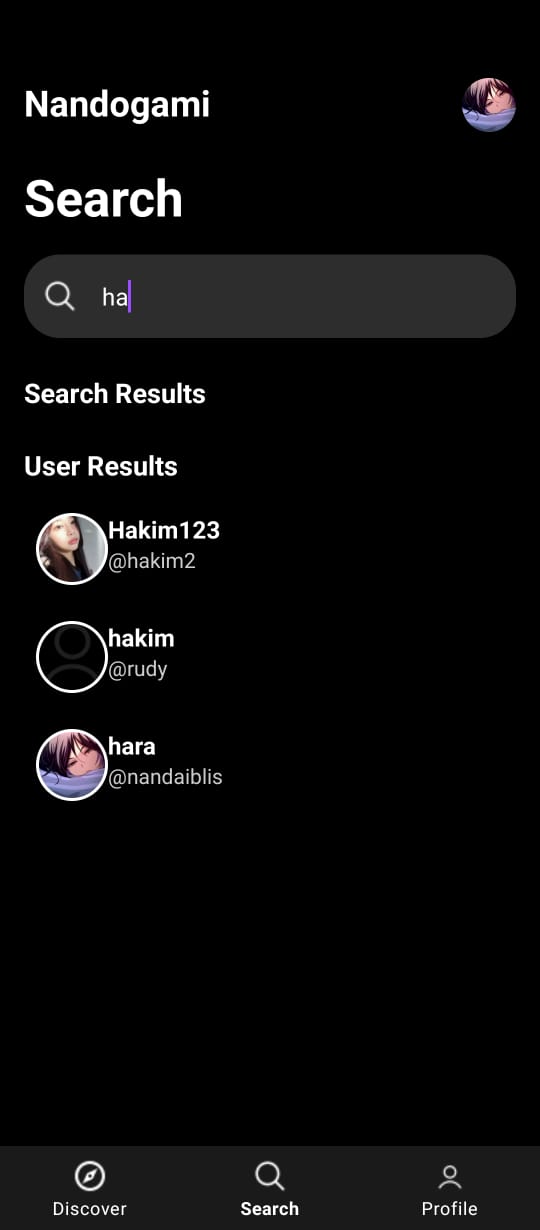 Nandogami
Search
ha
Search Results
User Results
Hakim123
@hakim2
hakim
@rudy
hara
@nandaiblis
Discover
Search
Profile